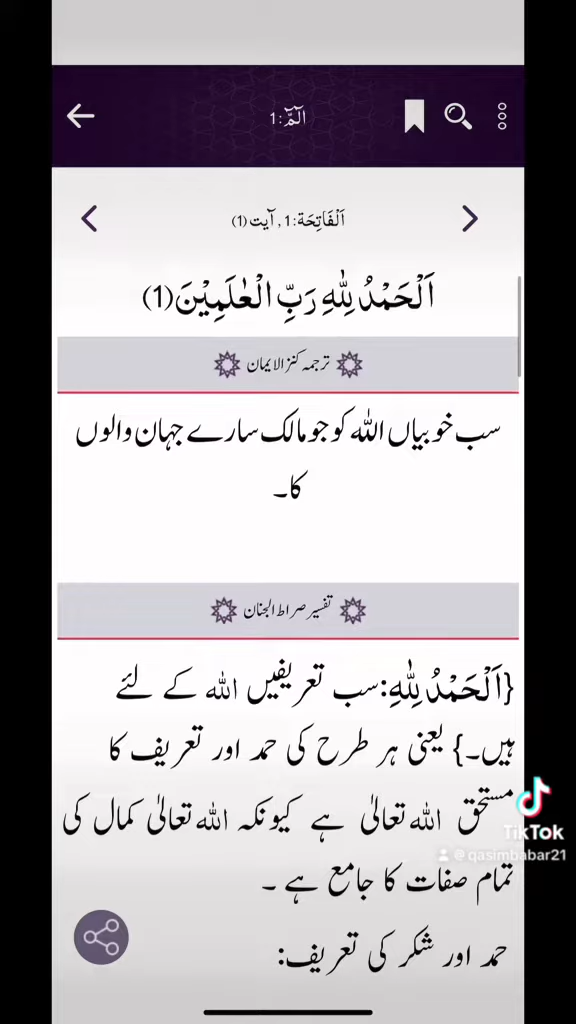 الٓمّٓ: 1
اَلْفَاتِحَة: 1, آیت (1)
اَلْحَمْدُ لِلّٰهِ رَبِّ الْعٰلَمِیْنَ(1)
ترجمہ کنزالایمان
سب خوبیاں اللہ کو جو مالک سارے جہان والوں
کا۔
تفسیر صراط الجنان
{اَلْحَمْدُ لِلّٰهِ:سب تعریفیں اللہ کے لئے
ہیں۔} یعنی ہر طرح کی حمد اور تعریف کا
مستحق اللہ تعالیٰ ہے کیونکہ اللہ تعالیٰ کمال کی
تمام صفات کا جامع ہے ۔
حمد اور شکر کی تعریف:
TikTok
@qasimbabar21